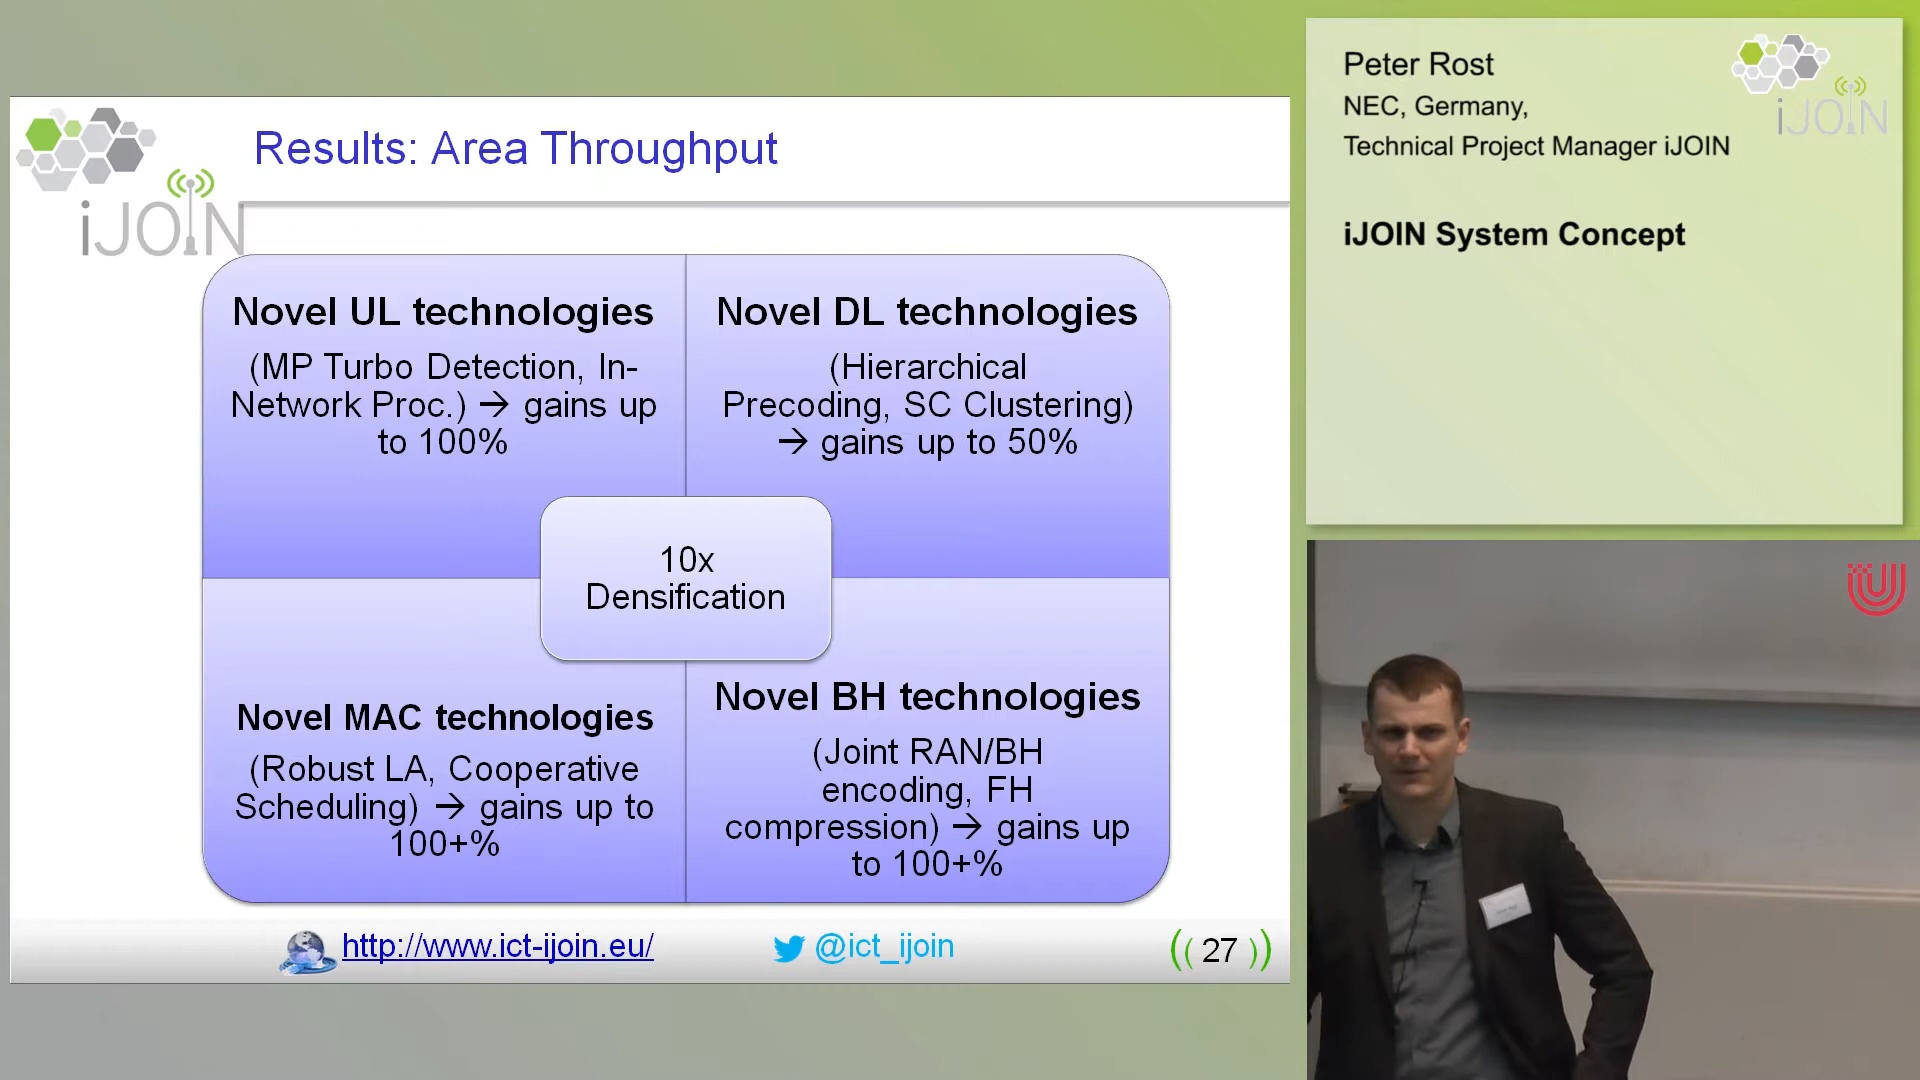 iJOIN
Results: Area Throughput
Novel UL technologies
(MP Turbo Detection, In-
Network Proc.) → gains up
to 100%
Novel DL technologies
(Hierarchical
Precoding, SC Clustering)
→ gains up to 50%
10x
Densification
Novel MAC technologies
(Robust LA, Cooperative
Scheduling) → gains up to
100+%
Novel BH technologies
(Joint RAN/BH
encoding, FH
compression) → gains up
to 100+%
http://www.ict-ijoin.eu/
@ict_ijoin
((27))
Peter Rost
NEC, Germany,
Technical Project Manager iJOIN
iJOIN
iJOIN System Concept